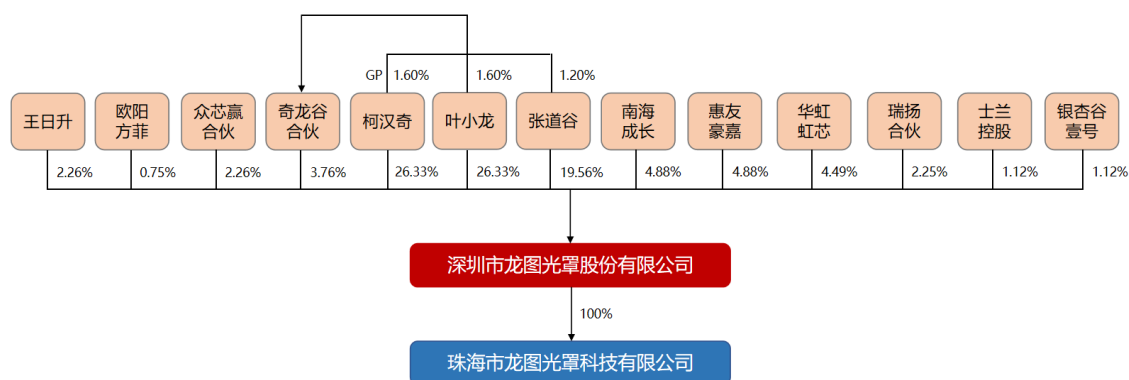 GP 1.60% 1.60% 1.20%
王日升
欧阳
方菲
众芯赢
合伙
奇龙谷
合伙
柯汉奇
叶小龙
张道谷
南海
成长
惠友
豪嘉
华虹
虹芯
瑞扬
合伙
士兰
控股
银杏谷
壹号
2.26% 0.75% 2.26% 3.76% 26.33% 26.33% 19.56% 4.88% 4.88% 4.49% 2.25% 1.12% 1.12%
深圳市龙图光罩股份有限公司
100%
珠海市龙图光罩科技有限公司